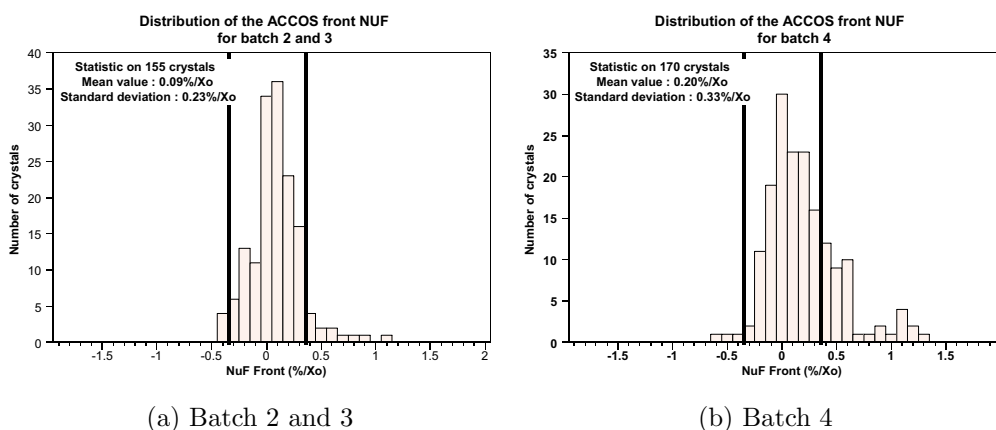 Distribution of the ACCOS front NUF
for batch 2 and 3
Statistic on 155 crystals
Mean value : 0.09%/Xo
Standard deviation : 0.23%/Xo
Number of crystals
40
35
30
25
20
15
10
5
0
-1.5 -1 -0.5 0 0.5 1 1.5 2
NuF Front (%/Xo)
(a) Batch 2 and 3
Distribution of the ACCOS front NUF
for batch 4
Statistic on 170 crystals
Mean value : 0.20%/Xo
Standard deviation : 0.33%/Xo
Number of crystals
35
30
25
20
15
10
5
0
-1.5 -1 -0.5 0 0.5 1 1.5
NuF Front (%/Xo)
(b) Batch 4